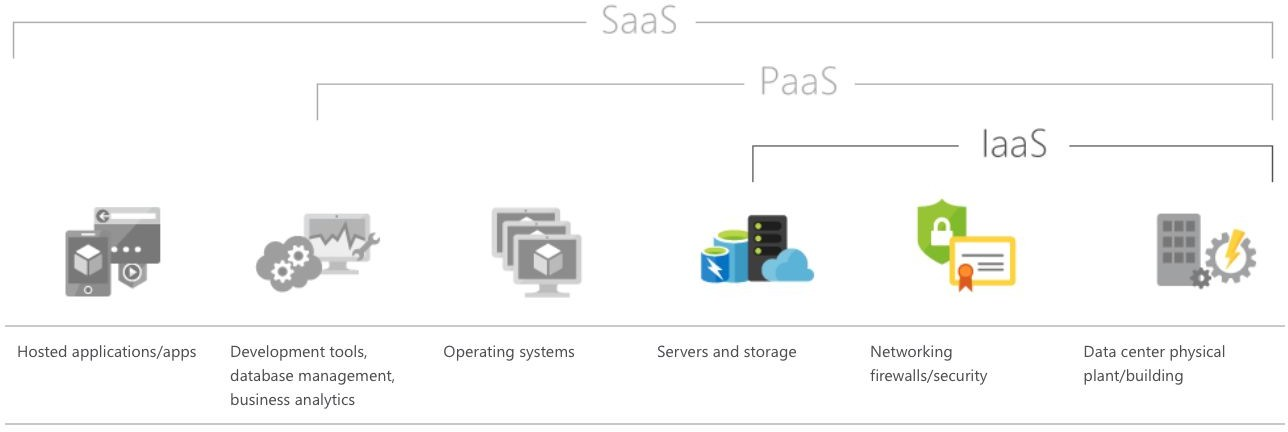 SaaS
PaaS
IaaS
Hosted applications/apps
Development tools,
database management,
business analytics
Operating systems
Servers and storage
Networking
firewalls/security
Data center physical
plant/building